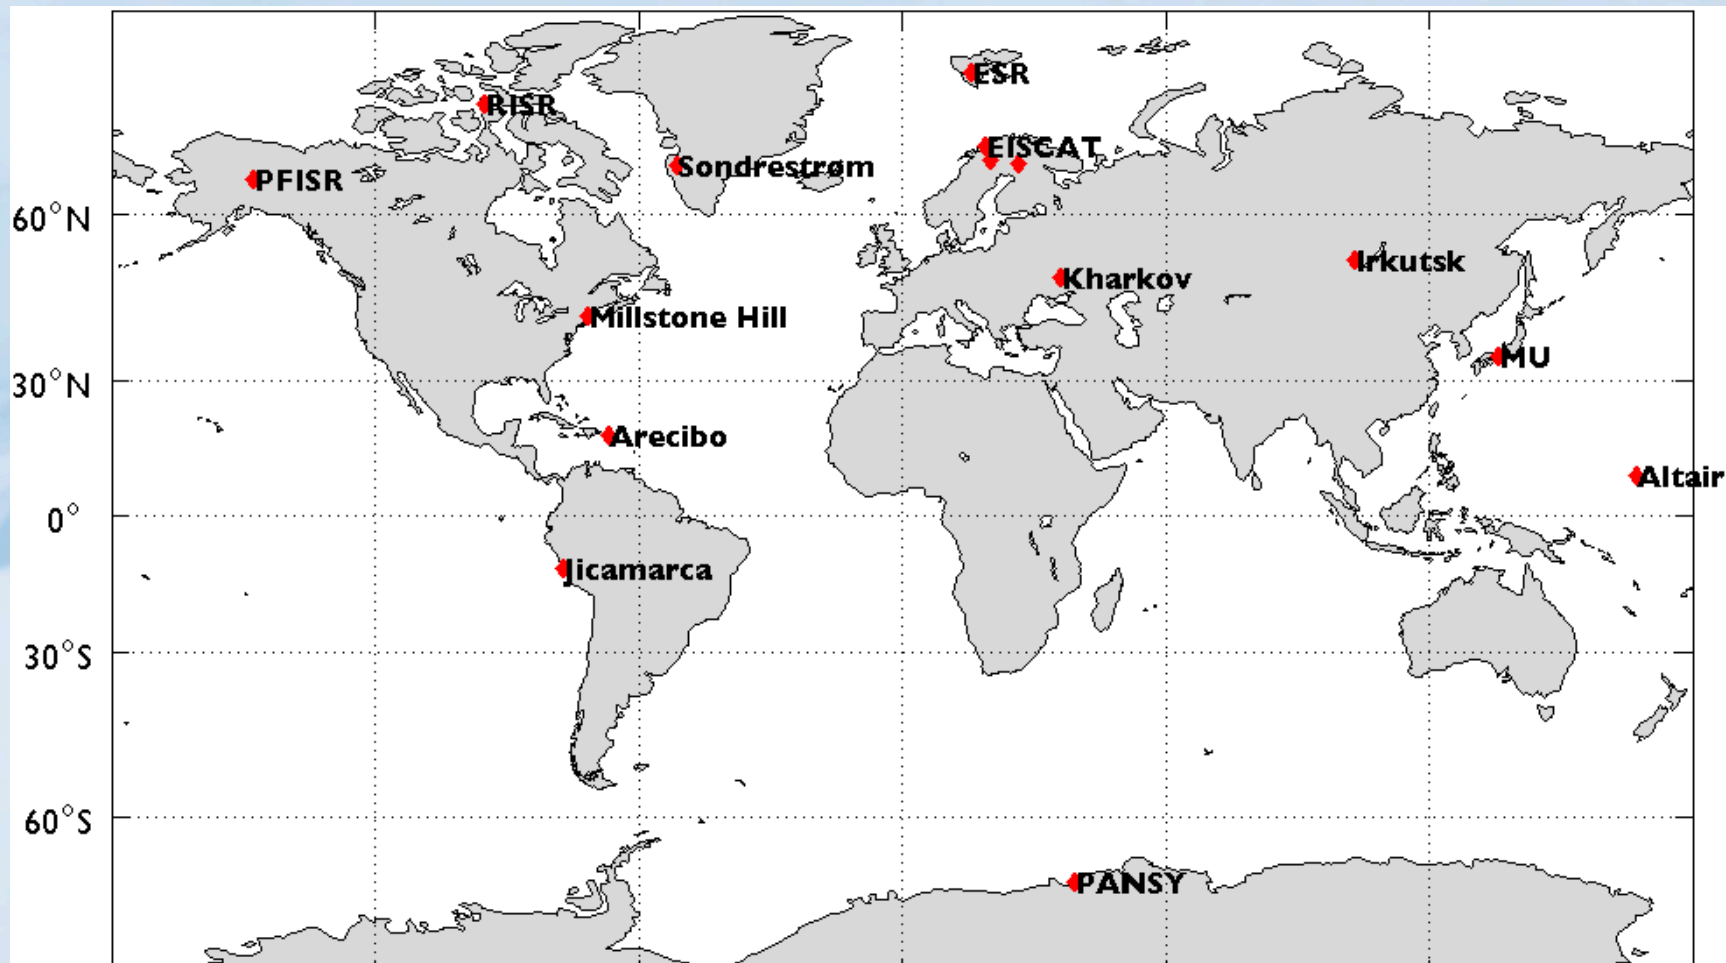 ESR
RISR
EISCAT
Sondrestrøm
PFISR
60°N
Irkutsk
Kharkov
Millstone Hill
MU
30°N
Arecibo
Altair
0°
Jicamarca
30°S
60°S
PANSY